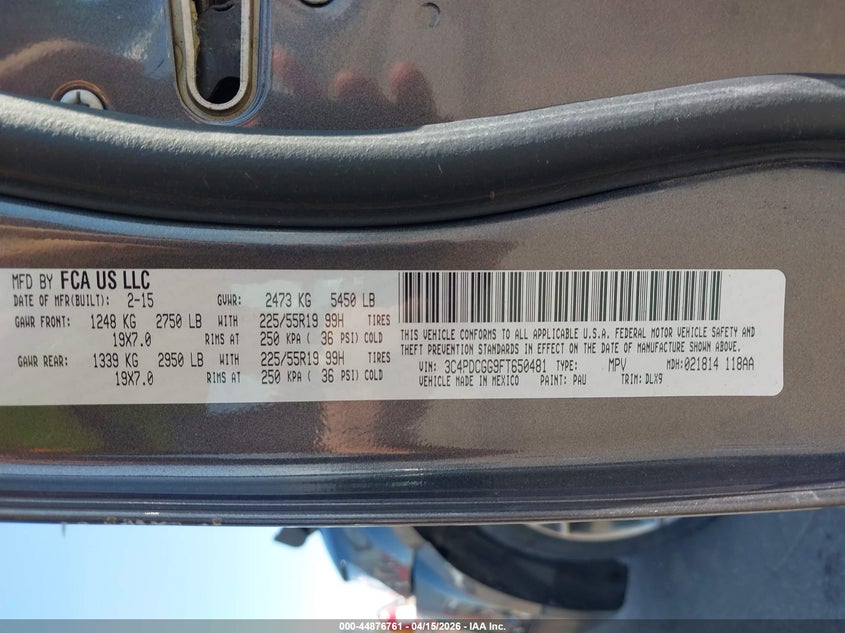 MFD BY FCA US LLC
DATE OF MFR(BUILT): 2-15 GVWR: 2473 KG 5450 LB
GAWR FRONT: 1248 KG 2750 LB WITH 225/55R19 99H TIRES
19X7.0 RIMS AT 250 KPA ( 36 PSI) COLD
GAWR REAR: 1339 KG 2950 LB WITH 225/55R19 99H TIRES
19X7.0 RIMS AT 250 KPA ( 36 PSI) COLD
THIS VEHICLE CONFORMS TO ALL APPLICABLE U.S.A. FEDERAL MOTOR VEHICLE SAFETY AND
THEFT PREVENTION STANDARDS IN EFFECT ON THE DATE OF MANUFACTURE SHOWN ABOVE.
VIN: 3C4PDCGG9FT650481 TYPE: MPV MDH:021814 118AA
VEHICLE MADE IN MEXICO PAINT: PAU TRIM: DLX9
000-44876761 - 04/15/2026 - IAA Inc.